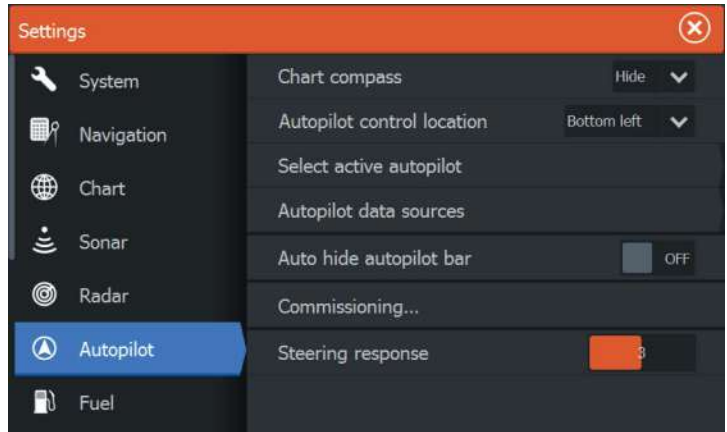 Settings
System
Navigation
Chart
Sonar
Radar
Autopilot
Fuel
Chart compass Hide
Autopilot control location Bottom left
Select active autopilot
Autopilot data sources
Auto hide autopilot bar OFF
Commissioning...
Steering response 3